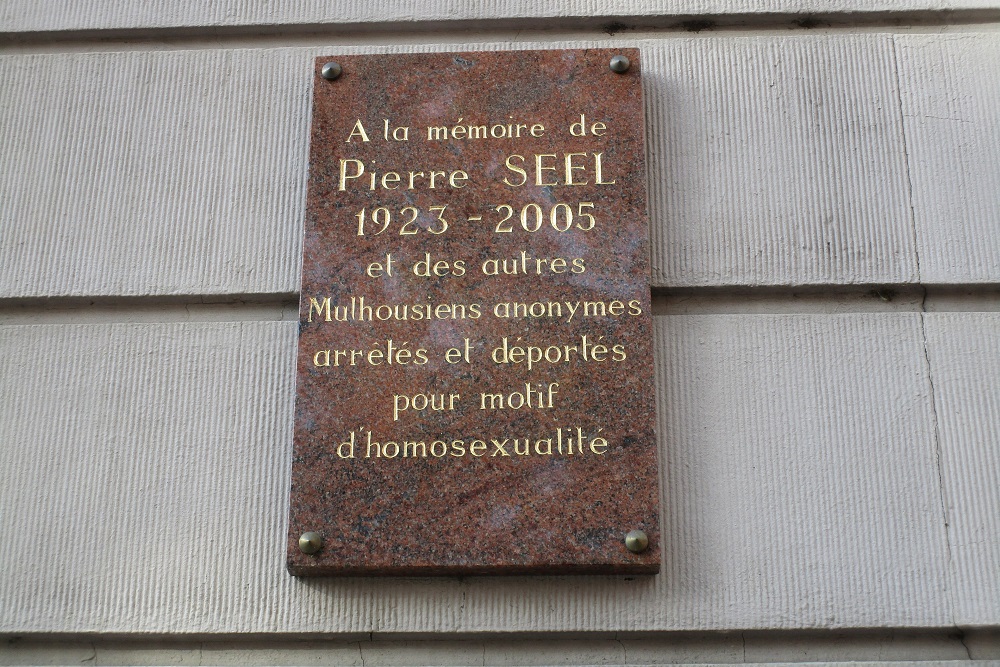 A la mémoire de
Pierre SEEL
1923 - 2005
et des autres
Mulhousiens anonymes
arrêtés et déportés
pour motif
d'homosexualité